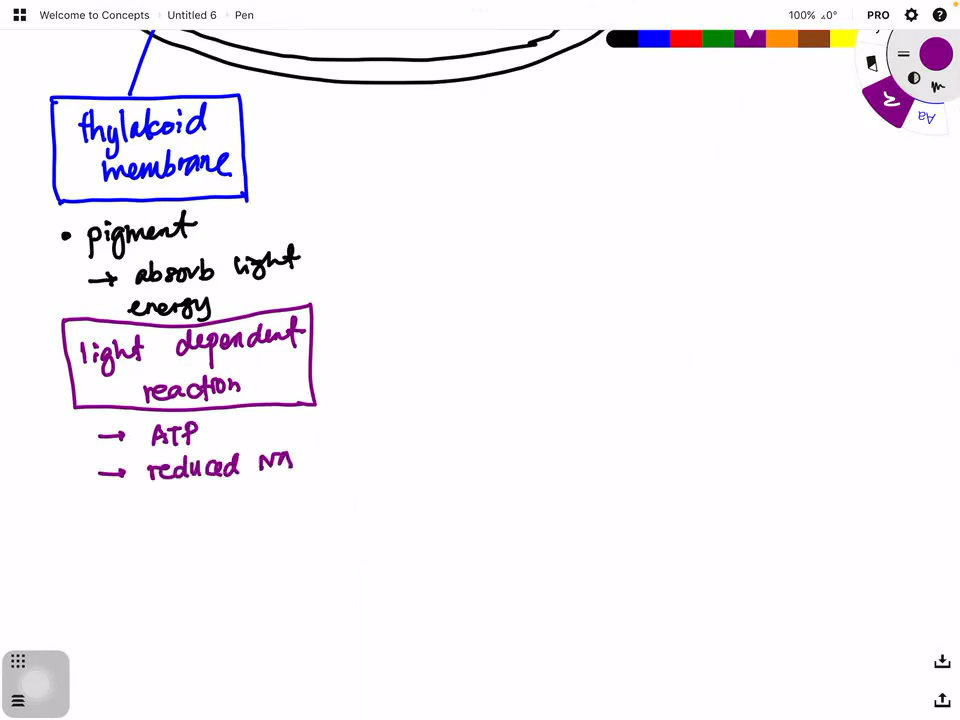 Welcome to Concepts › Untitled 6 › Pen
100% 0° PRO
Aa
thylakoid
membrane
• pigment
→ absorb light
energy
light dependent
reaction
→ ATP
→ reduced NA